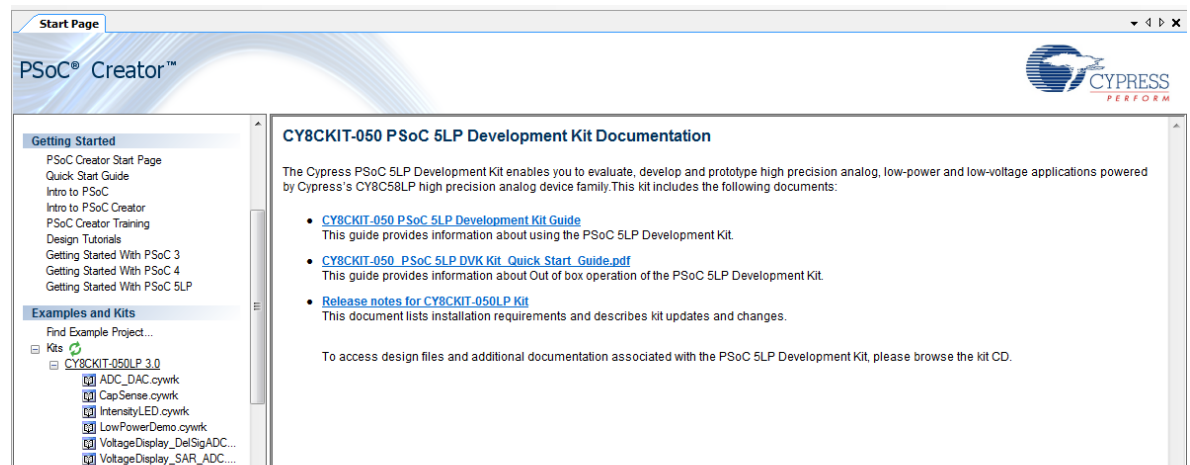 Start Page
PSoC® Creator™
CYPRESS
PERFORM
Getting Started
PSoC Creator Start Page
Quick Start Guide
Intro to PSoC
Intro to PSoC Creator
PSoC Creator Training
Design Tutorials
Getting Started With PSoC 3
Getting Started With PSoC 4
Getting Started With PSoC 5LP
Examples and Kits
Find Example Project...
Kits
CY8CKIT-050LP 3.0
ADC_DAC.cywrk
CapSense.cywrk
IntensityLED.cywrk
LowPowerDemo.cywrk
VoltageDisplay_DelSigADC...
VoltageDisplay_SAR_ADC....
CY8CKIT-050 PSoC 5LP Development Kit Documentation
The Cypress PSoC 5LP Development Kit enables you to evaluate, develop and prototype high precision analog, low-power and low-voltage applications powered
by Cypress's CY8C58LP high precision analog device family.This kit includes the following documents:
• CY8CKIT-050 PSoC 5LP Development Kit Guide
This guide provides information about using the PSoC 5LP Development Kit.
• CY8CKIT-050_PSoC 5LP DVK Kit_Quick Start_Guide.pdf
This guide provides information about Out of box operation of the PSoC 5LP Development Kit.
• Release notes for CY8CKIT-050LP Kit
This document lists installation requirements and describes kit updates and changes.
To access design files and additional documentation associated with the PSoC 5LP Development Kit, please browse the kit CD.